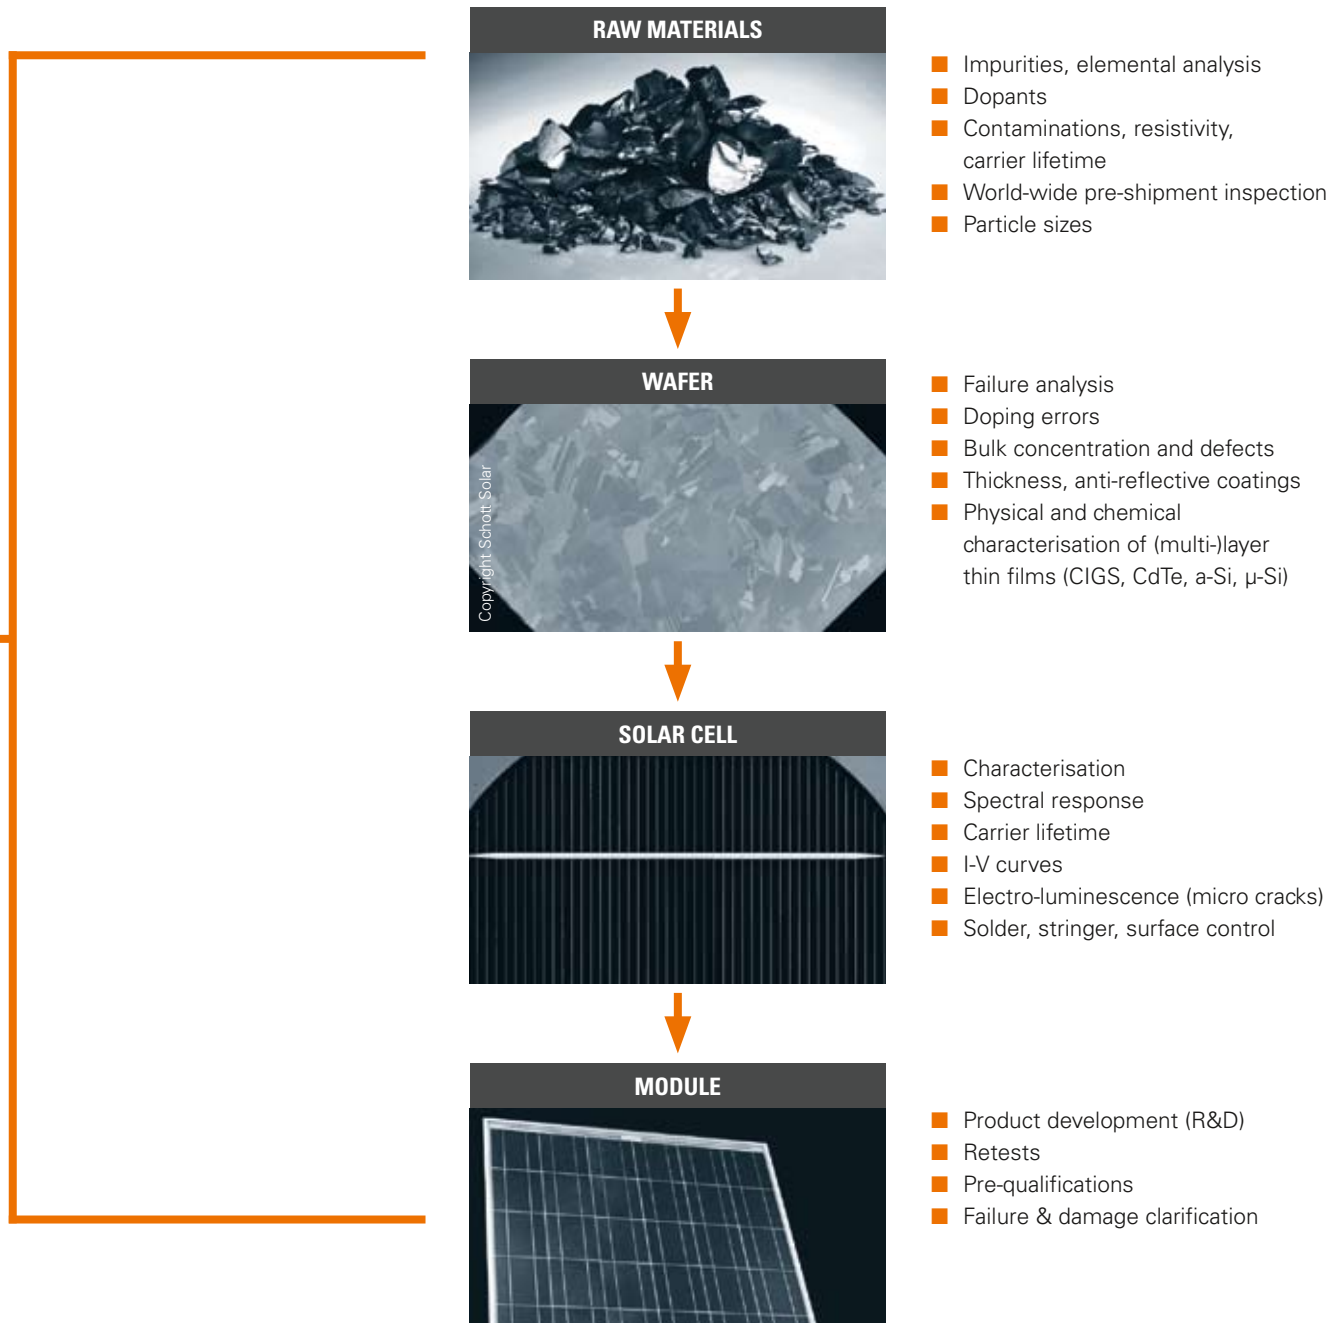 RAW MATERIALS
■ Impurities, elemental analysis
■ Dopants
■ Contaminations, resistivity,
carrier lifetime
■ World-wide pre-shipment inspection
■ Particle sizes
WAFER
Copyright Schott Solar
■ Failure analysis
■ Doping errors
■ Bulk concentration and defects
■ Thickness, anti-reflective coatings
■ Physical and chemical
characterisation of (multi-)layer
thin films (CIGS, CdTe, a-Si, µ-Si)
SOLAR CELL
■ Characterisation
■ Spectral response
■ Carrier lifetime
■ I-V curves
■ Electro-luminescence (micro cracks)
■ Solder, stringer, surface control
MODULE
■ Product development (R&D)
■ Retests
■ Pre-qualifications
■ Failure & damage clarification